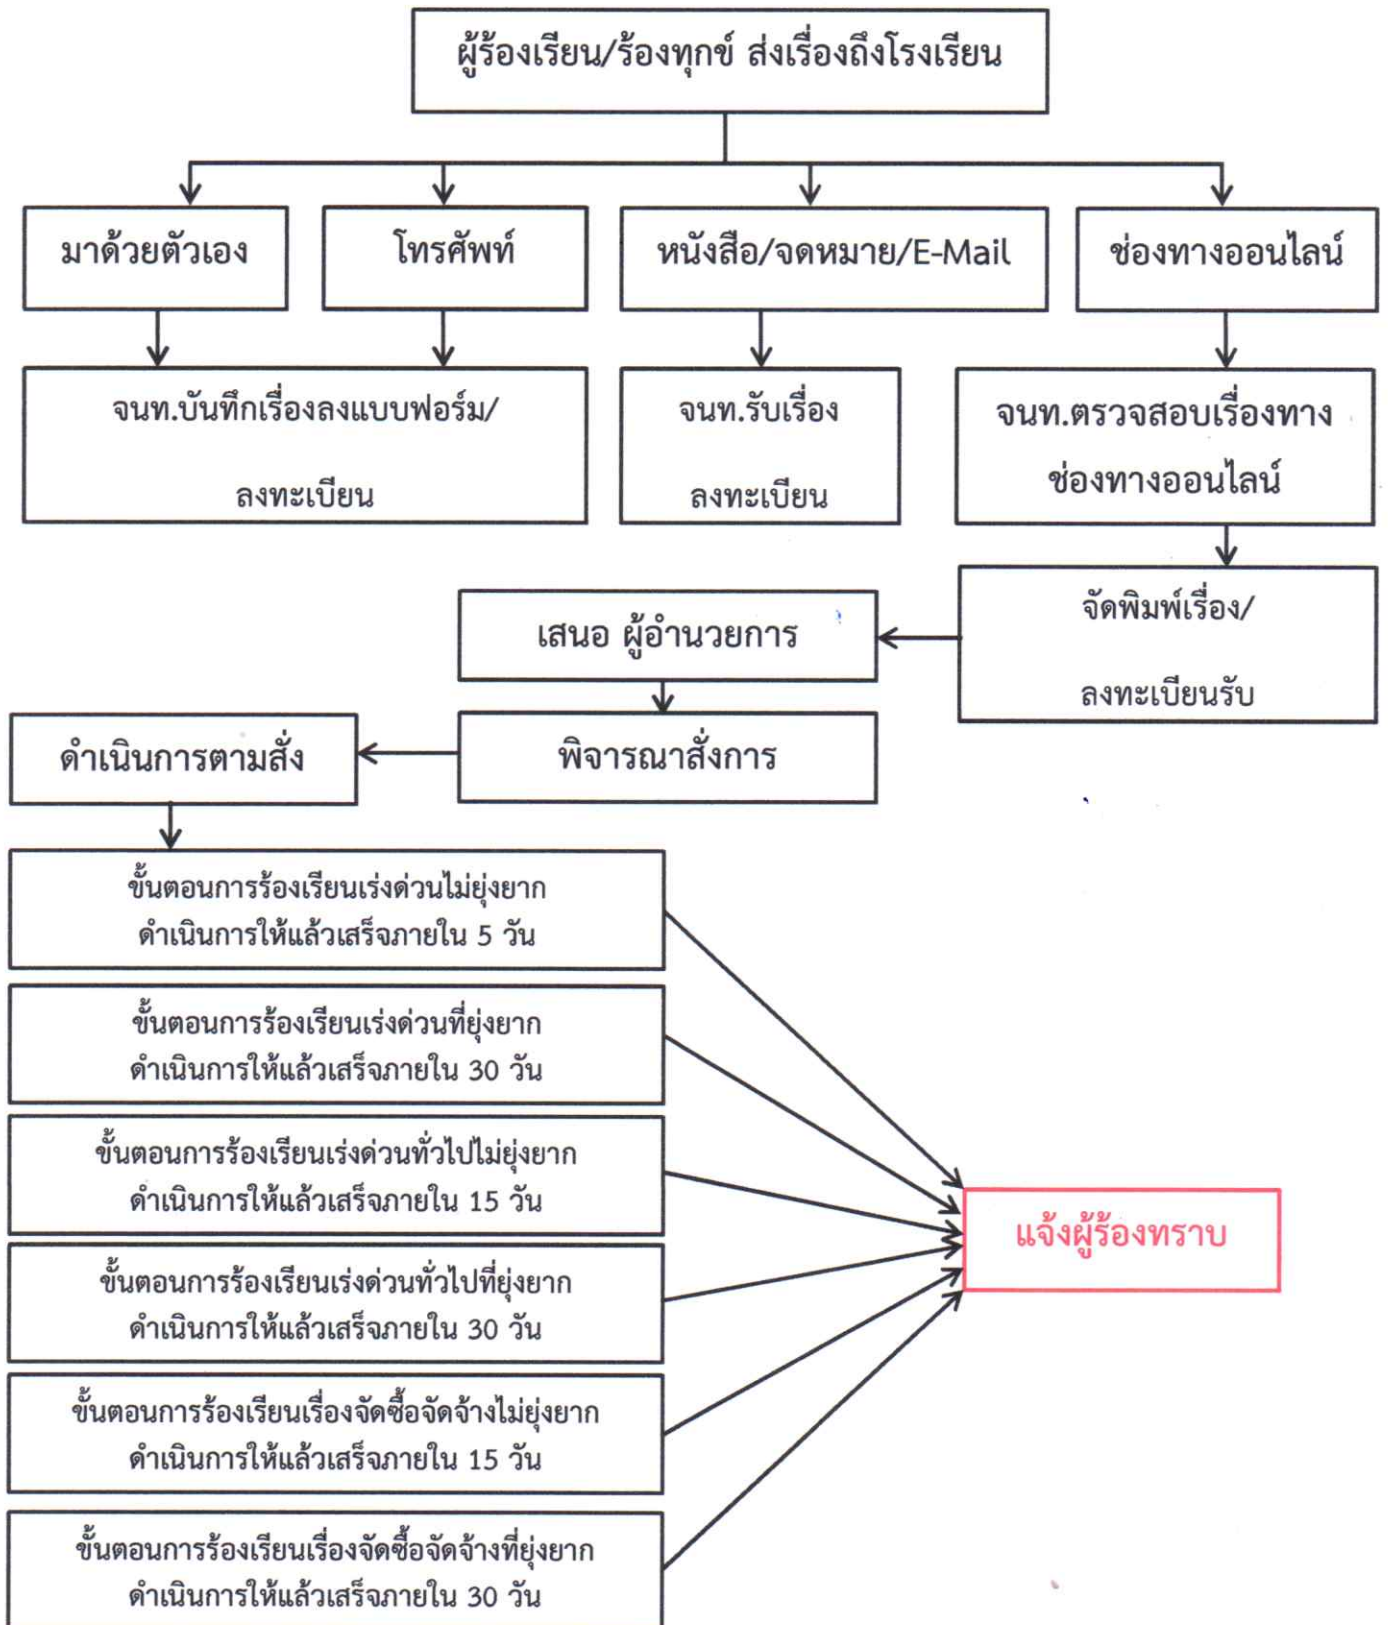 ผู้ร้องเรียน/ร้องทุกข์ ส่งเรื่องถึงโรงเรียน
มาด้วยตัวเอง
โทรศัพท์
หนังสือ/จดหมาย/E-Mail
ช่องทางออนไลน์
จนท.บันทึกเรื่องลงแบบฟอร์ม/
ลงทะเบียน
จนท.รับเรื่อง
ลงทะเบียน
จนท.ตรวจสอบเรื่องทาง
ช่องทางออนไลน์
จัดพิมพ์เรื่อง/
ลงทะเบียนรับ
เสนอ ผู้อำนวยการ
พิจารณาสั่งการ
ดำเนินการตามสั่ง
ขั้นตอนการร้องเรียนเร่งด่วนไม่ยุ่งยาก
ดำเนินการให้แล้วเสร็จภายใน 5 วัน
ขั้นตอนการร้องเรียนเร่งด่วนที่ยุ่งยาก
ดำเนินการให้แล้วเสร็จภายใน 30 วัน
ขั้นตอนการร้องเรียนเร่งด่วนทั่วไปไม่ยุ่งยาก
ดำเนินการให้แล้วเสร็จภายใน 15 วัน
ขั้นตอนการร้องเรียนเร่งด่วนทั่วไปที่ยุ่งยาก
ดำเนินการให้แล้วเสร็จภายใน 30 วัน
ขั้นตอนการร้องเรียนเรื่องจัดซื้อจัดจ้างไม่ยุ่งยาก
ดำเนินการให้แล้วเสร็จภายใน 15 วัน
ขั้นตอนการร้องเรียนเรื่องจัดซื้อจัดจ้างที่ยุ่งยาก
ดำเนินการให้แล้วเสร็จภายใน 30 วัน
แจ้งผู้ร้องทราบ